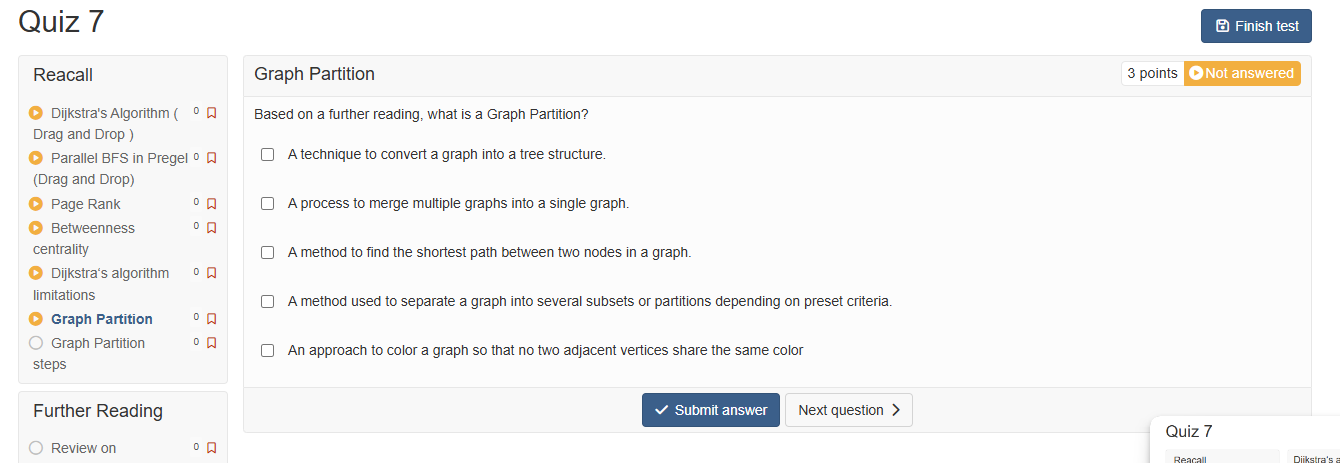 Quiz 7
Finish test
Reacall
Dijkstra's Algorithm ( 0
Drag and Drop )
Parallel BFS in Pregel 0
(Drag and Drop)
Page Rank 0
Betweenness 0
centrality
Dijkstra's algorithm 0
limitations
Graph Partition 0
Graph Partition 0
steps
Further Reading
Review on 0
Graph Partition
3 points Not answered
Based on a further reading, what is a Graph Partition?
A technique to convert a graph into a tree structure.
A process to merge multiple graphs into a single graph.
A method to find the shortest path between two nodes in a graph.
A method used to separate a graph into several subsets or partitions depending on preset criteria.
An approach to color a graph so that no two adjacent vertices share the same color
Submit answer
Next question
Quiz 7
Reacall
Dijkstra's a